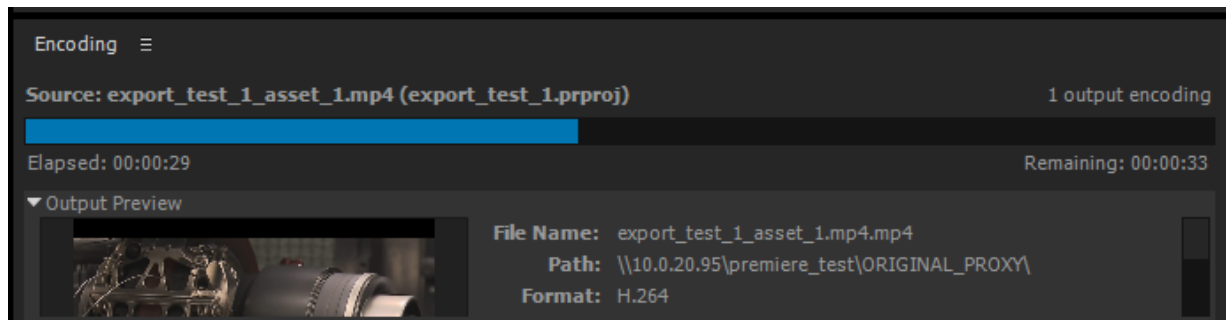 Encoding
Source: export_test_1_asset_1.mp4 (export_test_1.prproj) 1 output encoding
Elapsed: 00:00:29 Remaining: 00:00:33
Output Preview
File Name: export_test_1_asset_1.mp4.mp4
Path: \\10.0.20.95\premiere_test\ORIGINAL_PROXY\
Format: H.264